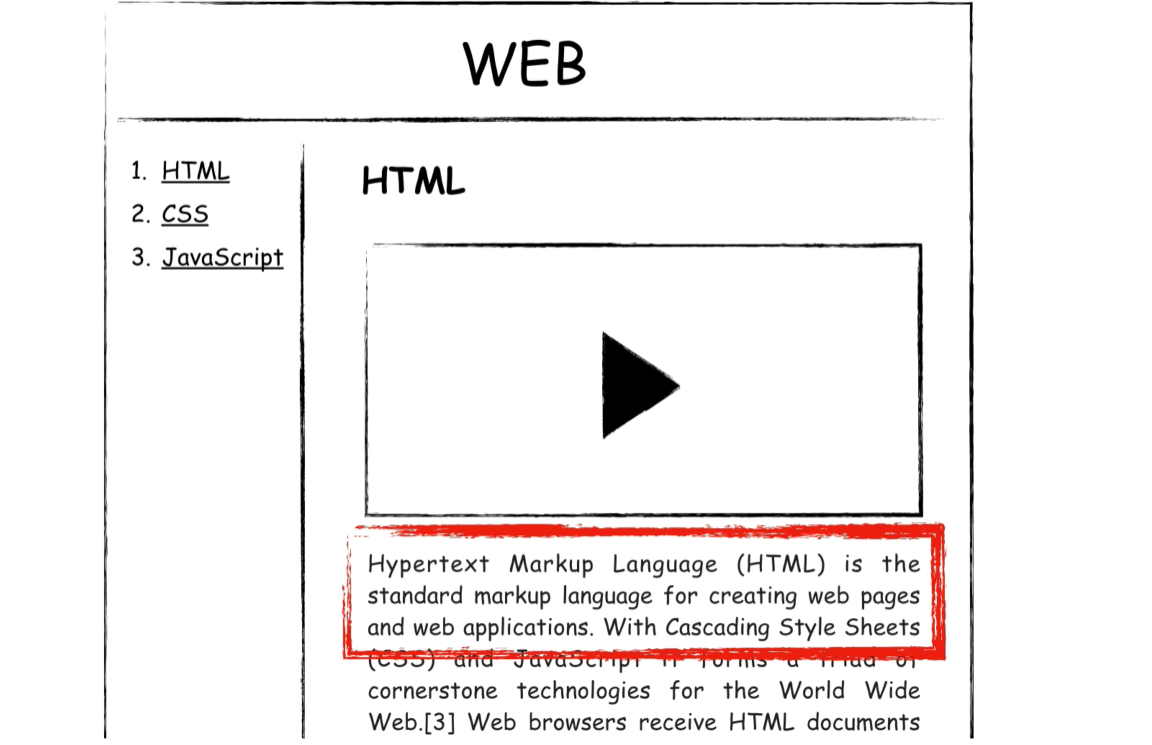 WEB
1. HTML
2. CSS
3. JavaScript
HTML
Hypertext Markup Language (HTML) is the
standard markup language for creating web pages
and web applications. With Cascading Style Sheets
(CSS) and JavaScript it forms a triad of
cornerstone technologies for the World Wide
Web.[3] Web browsers receive HTML documents